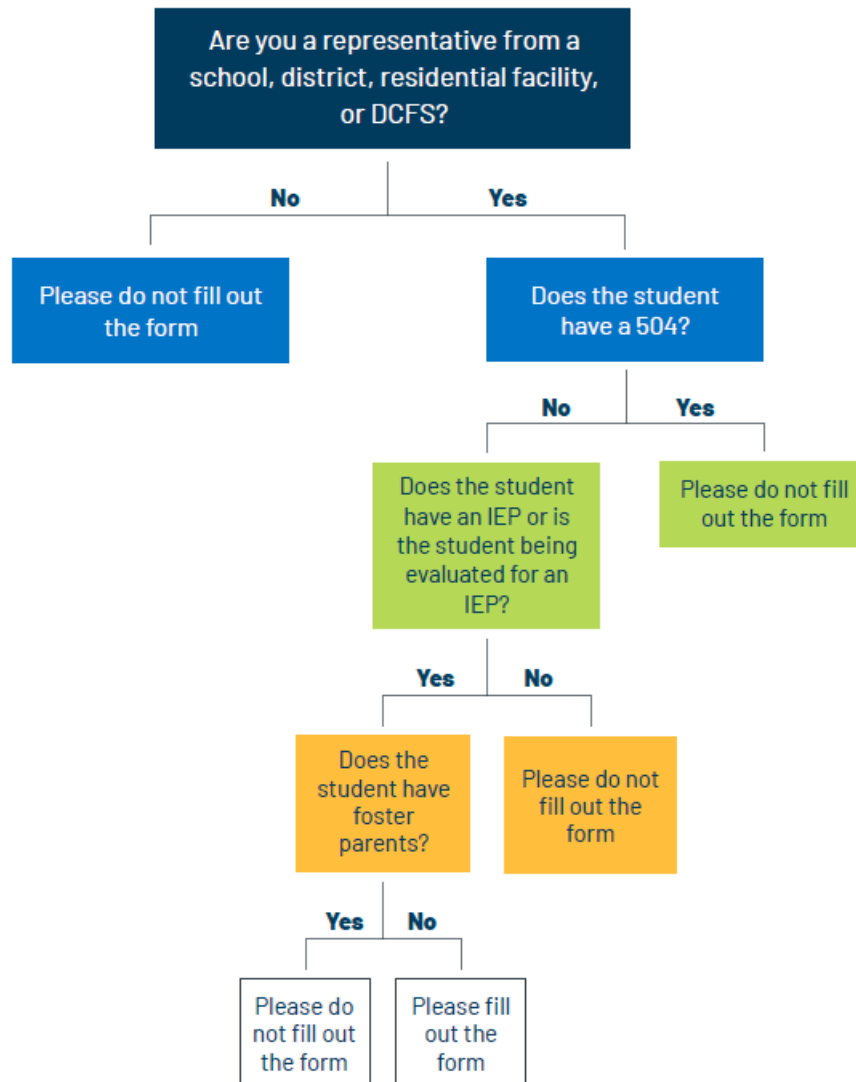 Are you a representative from a
school, district, residential facility,
or DCFS?
No
Yes
Please do not fill out
the form
Does the student
have a 504?
No
Yes
Does the student
have an IEP or is
the student being
evaluated for an
IEP?
Please do not fill
out the form
Yes
No
Does the
student have
foster
parents?
Please do not
fill out the
form
Yes
No
Please do
not fill out
the form
Please fill
out the
form